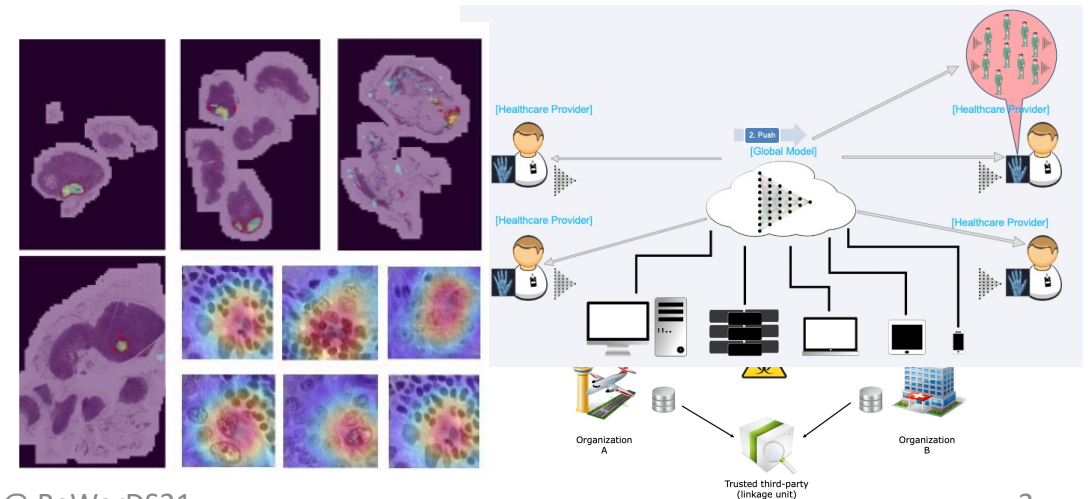 [Healthcare Provider]
[Healthcare Provider]
2. Push
[Global Model]
[Healthcare Provider]
[Healthcare Provider]
Organization
A
Organization
B
Trusted third-party
(linkage unit)